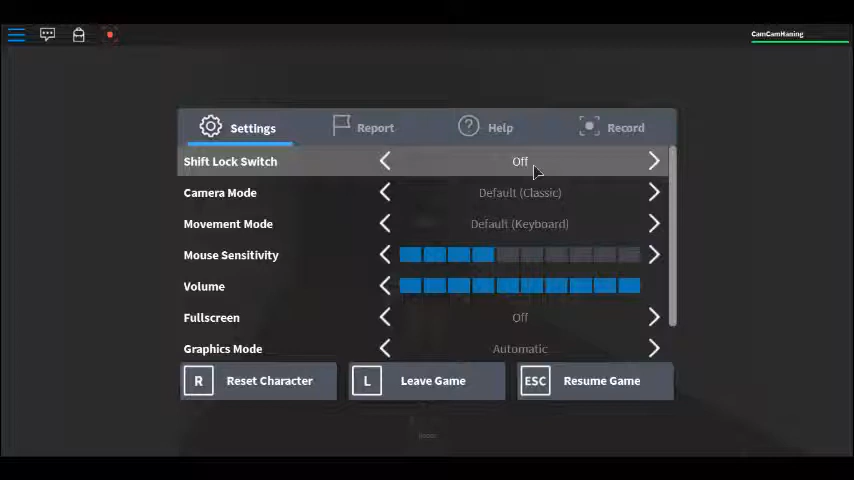 CamCamHaning
Settings
Report
Help
Record
Shift Lock Switch
Off
Camera Mode
Default (Classic)
Movement Mode
Default (Keyboard)
Mouse Sensitivity
Volume
Fullscreen
Off
Graphics Mode
Automatic
R Reset Character
L Leave Game
ESC Resume Game